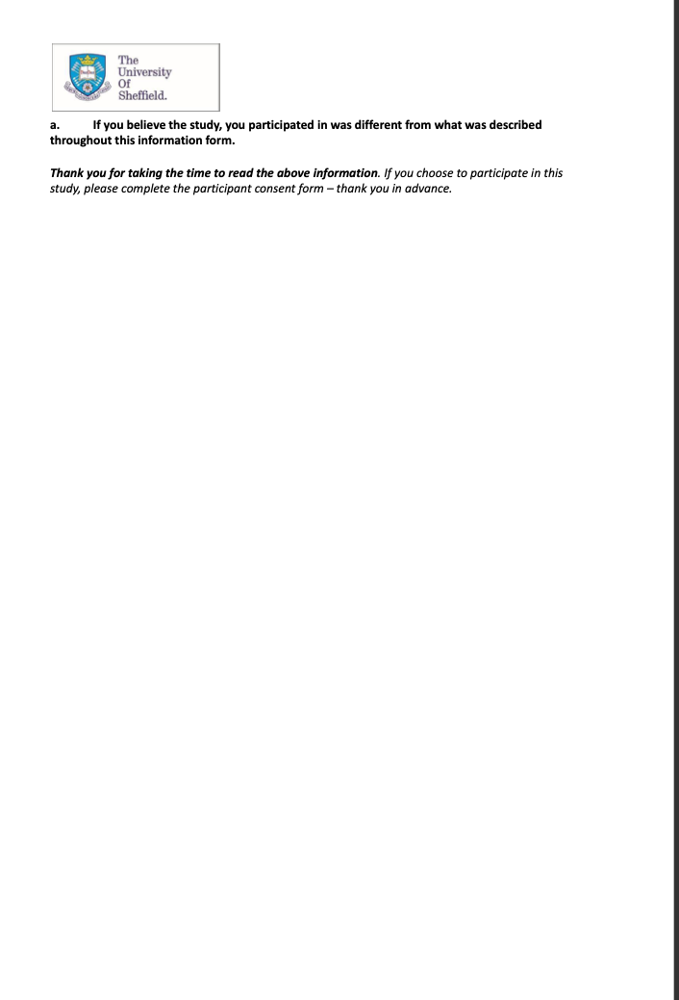 The
University
Of
Sheffield.
a. If you believe the study, you participated in was different from what was described
throughout this information form.
Thank you for taking the time to read the above information. If you choose to participate in this
study, please complete the participant consent form – thank you in advance.